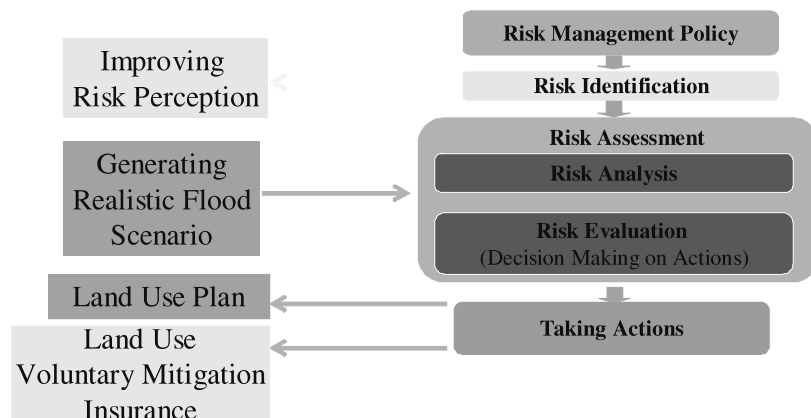 Improving
Risk Perception
Generating
Realistic Flood
Scenario
Land Use Plan
Land Use
Voluntary Mitigation
Insurance
Risk Management Policy
Risk Identification
Risk Assessment
Risk Analysis
Risk Evaluation
(Decision Making on Actions)
Taking Actions